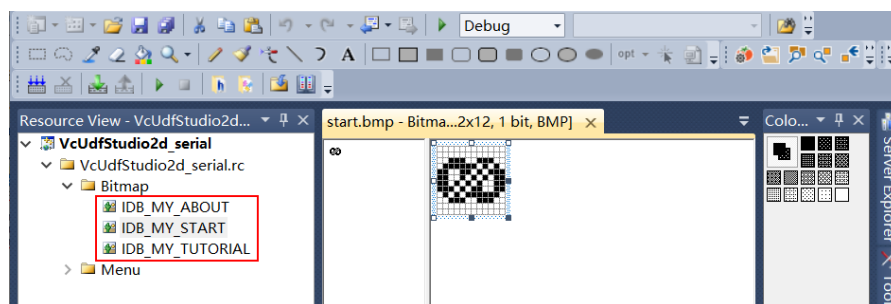 Debug
A
opt
Resource View - VcUdfStudio2d...
start.bmp - Bitma...2x12, 1 bit, BMP]
Colo...
VcUdfStudio2d_serial
VcUdfStudio2d_serial.rc
Bitmap
IDB_MY_ABOUT
IDB_MY_START
IDB_MY_TUTORIAL
Menu
Server Explorer